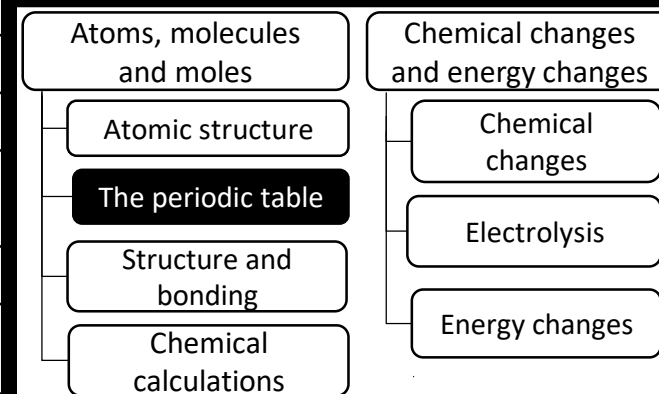 Atoms, molecules
and moles
Atomic structure
The periodic table
Structure and
bonding
Chemical
calculations
Chemical changes
and energy changes
Chemical
changes
Electrolysis
Energy changes